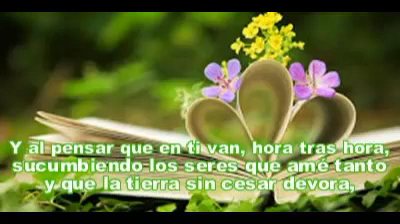 Y al pensar que en ti van, hora tras hora,
sucumbiendo los seres que amé tanto
y que la tierra sin cesar devora,